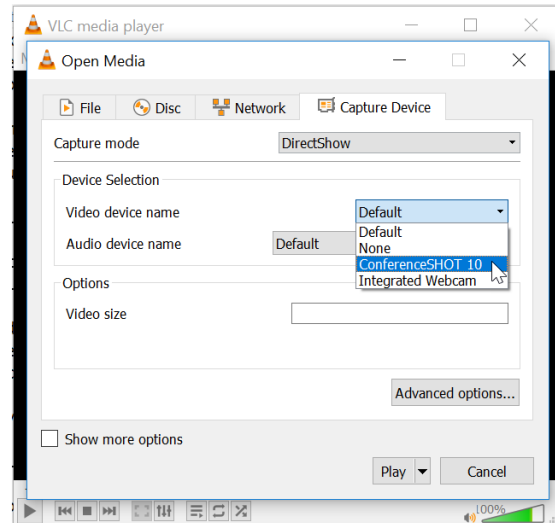 VLC media player
Open Media
File Disc Network Capture Device
Capture mode DirectShow
Device Selection
Video device name Default
Default
None
ConferenceSHOT 10
Integrated Webcam
Audio device name Default
Options
Video size
Advanced options...
Show more options
Play Cancel
100%